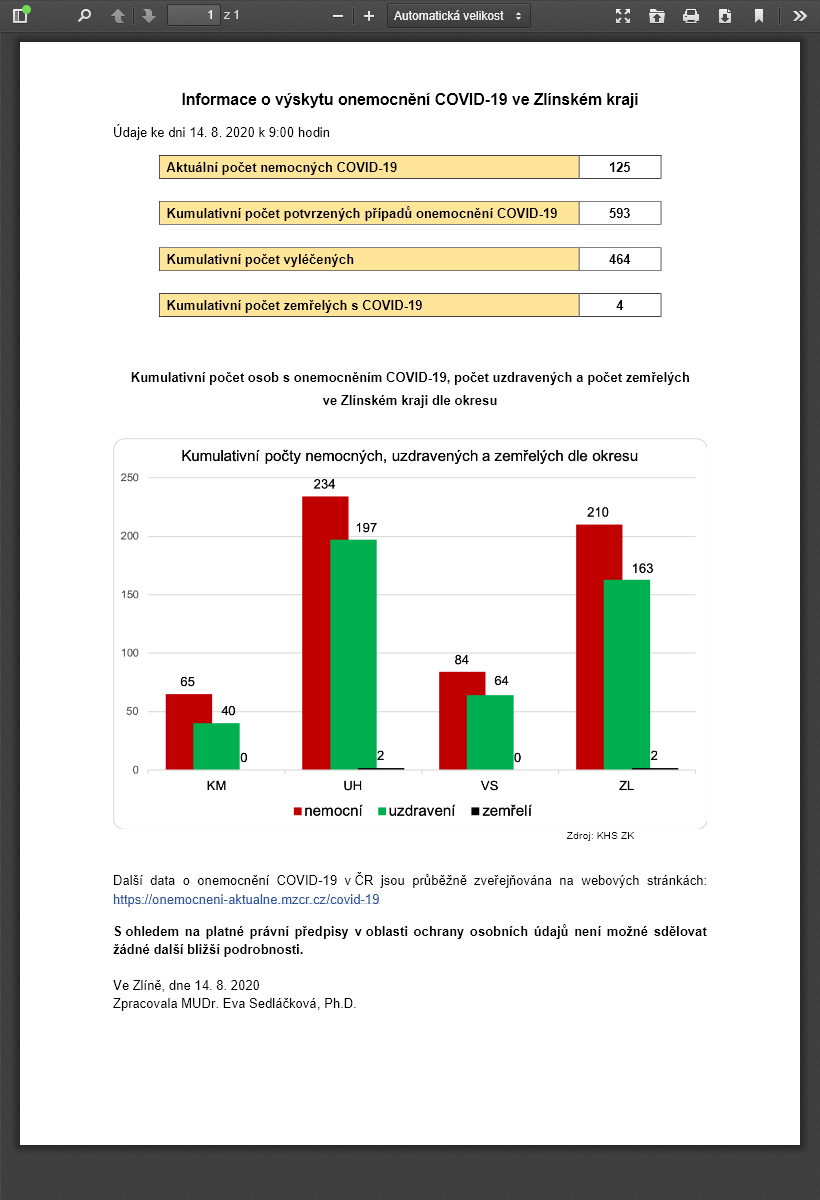 1 z 1 Automatická velikost
Informace o výskytu onemocnění COVID-19 ve Zlínském kraji
Údaje ke dni 14. 8. 2020 k 9:00 hodin
Aktuální počet nemocných COVID-19 125
Kumulativní počet potvrzených případů onemocnění COVID-19 593
Kumulativní počet vyléčených 464
Kumulativní počet zemřelých s COVID-19 4
Kumulativní počet osob s onemocněním COVID-19, počet uzdravených a počet zemřelých
ve Zlínském kraji dle okresu
Kumulativní počty nemocných, uzdravených a zemřelých dle okresu
250
234
210
200
197
163
150
100
84
65
64
50
40
0 2 0 2
0
KM UH VS ZL
nemocní uzdravení zemřelí
Zdroj: KHS ZK
Další data o onemocnění COVID-19 v ČR jsou průběžně zveřejňována na webových stránkách:
https://onemocneni-aktualne.mzcr.cz/covid-19
S ohledem na platné právní předpisy v oblasti ochrany osobních údajů není možné sdělovat
žádné další bližší podrobnosti.
Ve Zlíně, dne 14. 8. 2020
Zpracovala MUDr. Eva Sedláčková, Ph.D.